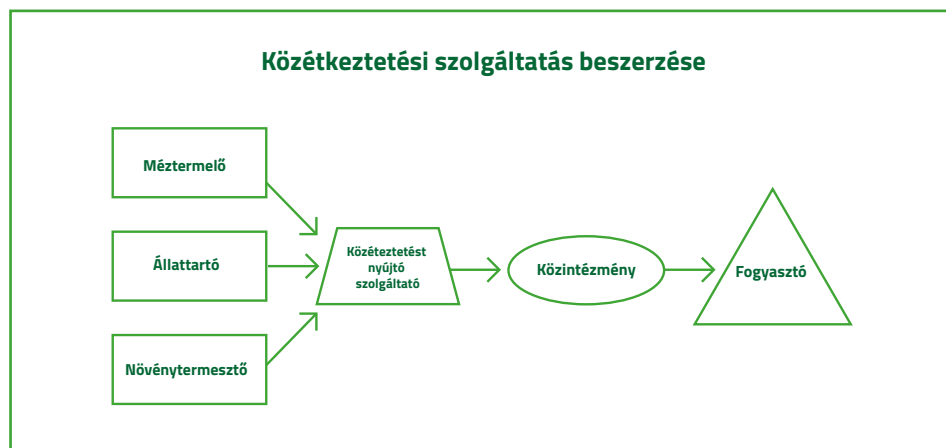 Közétkeztetési szolgáltatás beszerzése
Méztermelő
Állattartó
Növénytermesztő
Közéteztetést
nyújtó
szolgáltató
Közintézmény
Fogyasztó